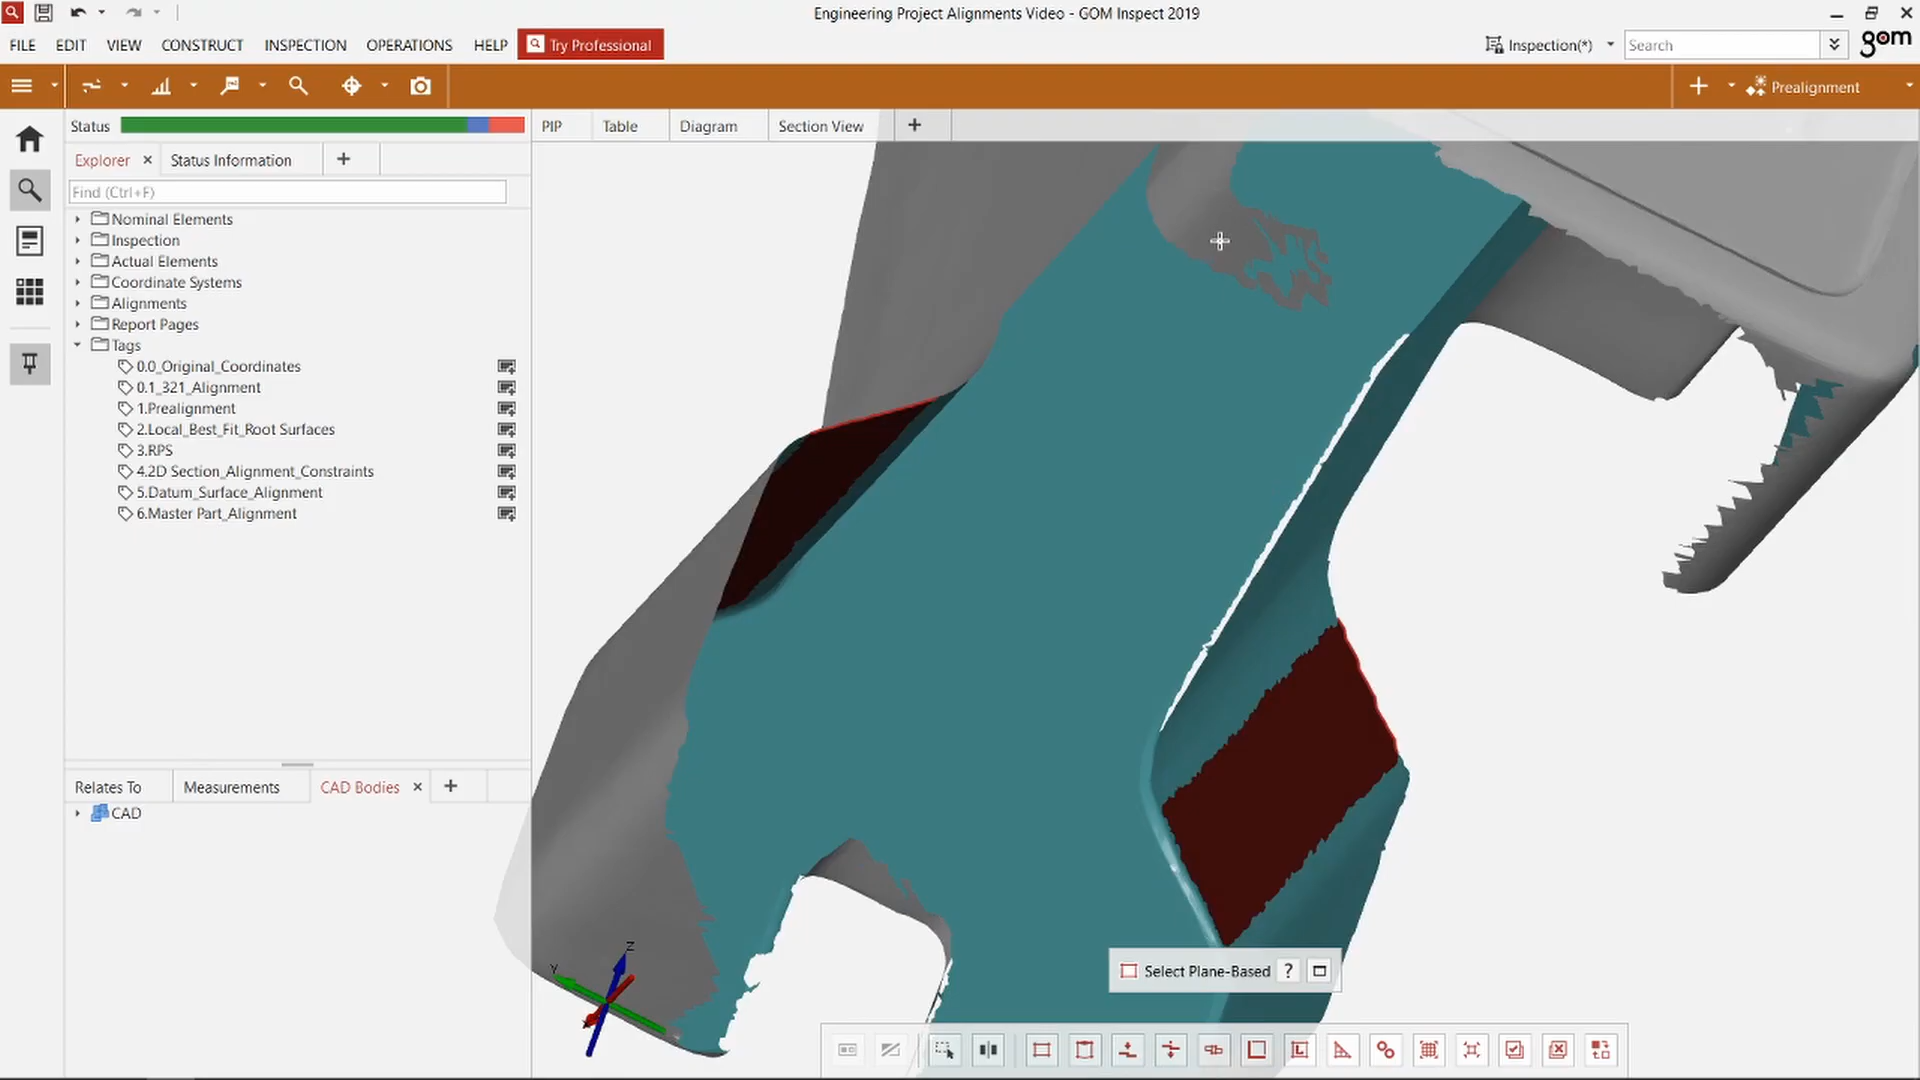 Engineering Project Alignments Video - GOM Inspect 2019
FILE EDIT VIEW CONSTRUCT INSPECTION OPERATIONS HELP Try Professional Inspection(*) Search gom
Prealignment
Status PIP Table Diagram Section View
Explorer Status Information
Find (Ctrl+F)
Nominal Elements
Inspection
Actual Elements
Coordinate Systems
Alignments
Report Pages
Tags
0.0_Original_Coordinates
0.1_321_Alignment
1.Prealignment
2.Local_Best_Fit_Root Surfaces
3.RPS
4.2D Section_Alignment_Constraints
5.Datum_Surface_Alignment
6.Master Part_Alignment
Relates To Measurements CAD Bodies
CAD
Z
Y
X
Select Plane-Based ?